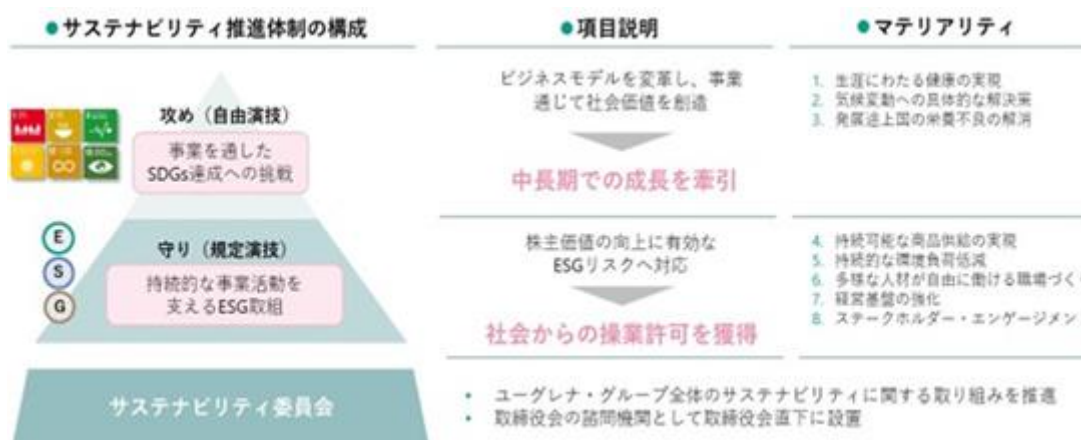 ●サステナビリティ推進体制の構成
●項目説明
●マテリアリティ
攻め（自由演技）
事業を通した
SDGs達成への挑戦
ビジネスモデルを変革し、事業
通じて社会価値を創造
中長期での成長を牽引
1. 生涯にわたる健康の実現
2. 気候変動への具体的な解決策
3. 発展途上国の栄養不良の解消
E
S
G
守り（規定演技）
持続的な事業活動を
支えるESG取組
株主価値の向上に有効な
ESGリスクへ対応
社会からの操業許可を獲得
4. 持続可能な商品供給の実現
5. 持続的な環境負荷低減
6. 多様な人材が自由に働ける職場づく
7. 経営基盤の強化
8. ステークホルダー・エンゲージメン
サステナビリティ委員会
• ユーグレナ・グループ全体のサステナビリティに関する取り組みを推進
• 取締役会の諮問機関として取締役会直下に設置